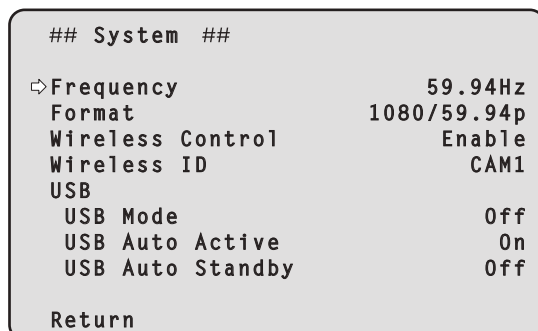 ## System ##
⇨Frequency 59.94Hz
Format 1080/59.94p
Wireless Control Enable
Wireless ID CAM1
USB
USB Mode Off
USB Auto Active On
USB Auto Standby Off
Return